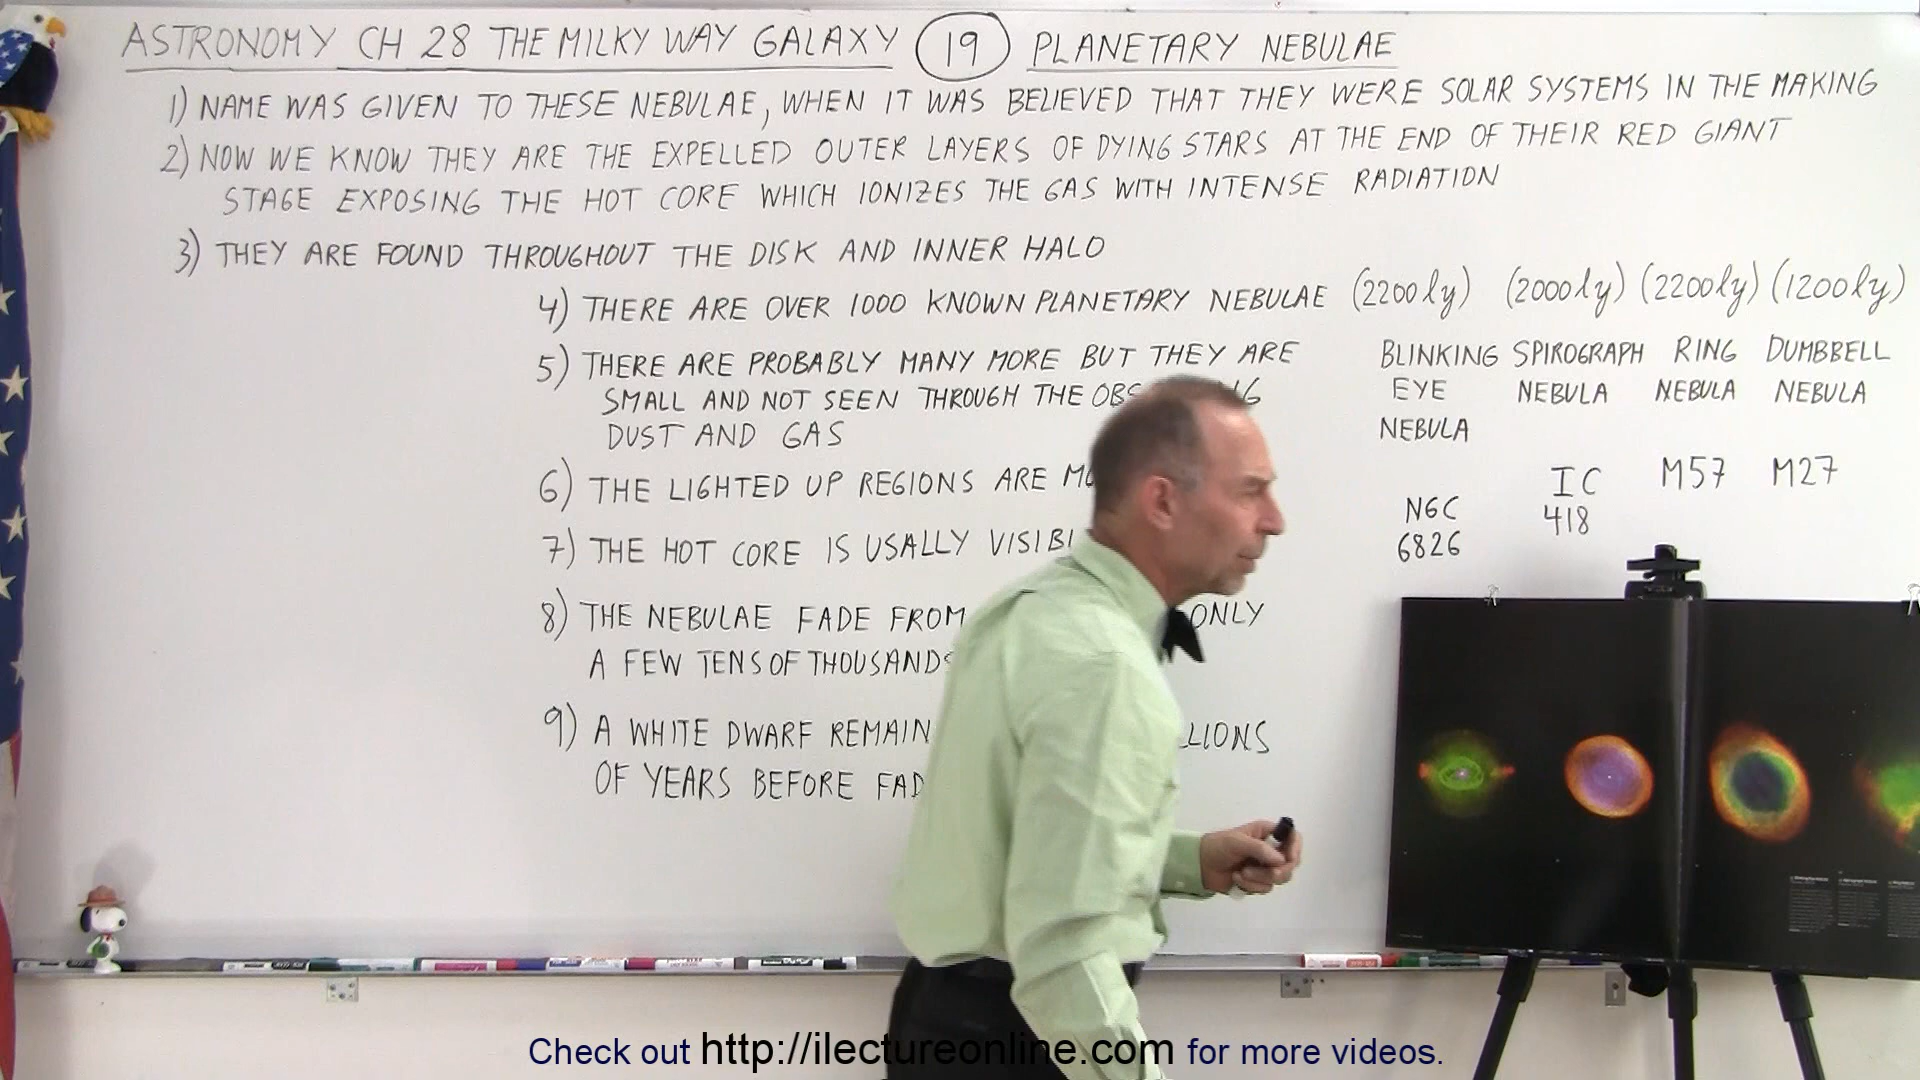 ASTRONOMY CH 28 THE MILKY WAY GALAXY 19 PLANETARY NEBULAE
1) NAME WAS GIVEN TO THESE NEBULAE, WHEN IT WAS BELIEVED THAT THEY WERE SOLAR SYSTEMS IN THE MAKING
2) NOW WE KNOW THEY ARE THE EXPELLED OUTER LAYERS OF DYING STARS AT THE END OF THEIR RED GIANT
STAGE EXPOSING THE HOT CORE WHICH IONIZES THE GAS WITH INTENSE RADIATION
3) THEY ARE FOUND THROUGHOUT THE DISK AND INNER HALO
4) THERE ARE OVER 1000 KNOWN PLANETARY NEBULAE
5) THERE ARE PROBABLY MANY MORE BUT THEY ARE
SMALL AND NOT SEEN THROUGH THE
DUST AND GAS
6) THE LIGHTED UP REGIONS ARE
7) THE HOT CORE IS USALLY
8) THE NEBULAE FADE FROM ONLY
A FEW TENS OF THOUSANDS
9) A WHITE DWARF REMAIN
OF YEARS BEFORE
(2200 ly) (2000 ly) (2200 ly) (1200 ly)
BLINKING SPIROGRAPH RING DUMBBELL
EYE NEBULA NEBULA NEBULA
NEBULA
IC M57 M27
NGC 418
6826
Check out http://ilectureonline.com for more videos.